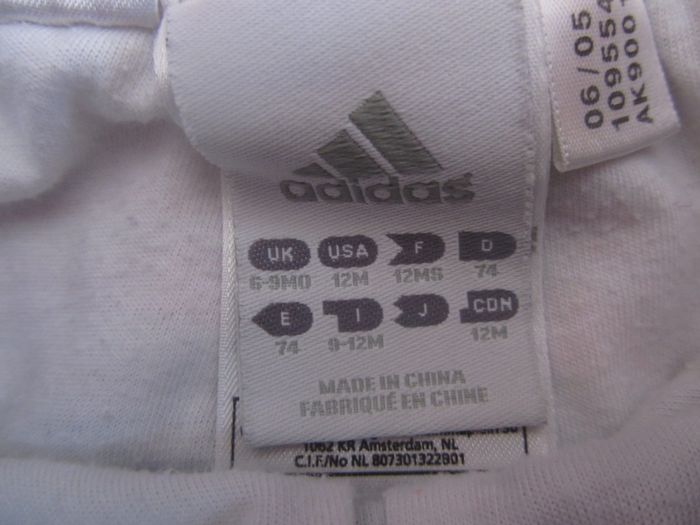 06/05
109554
AK900
adidas
UK USA F D
6-9MO 12M 12MS 74
E I J CDN
74 9-12M 12M
MADE IN CHINA
FABRIQUÉ EN CHINE
1062 KR Amsterdam, NL
C.I.F./No NL 807301322B01